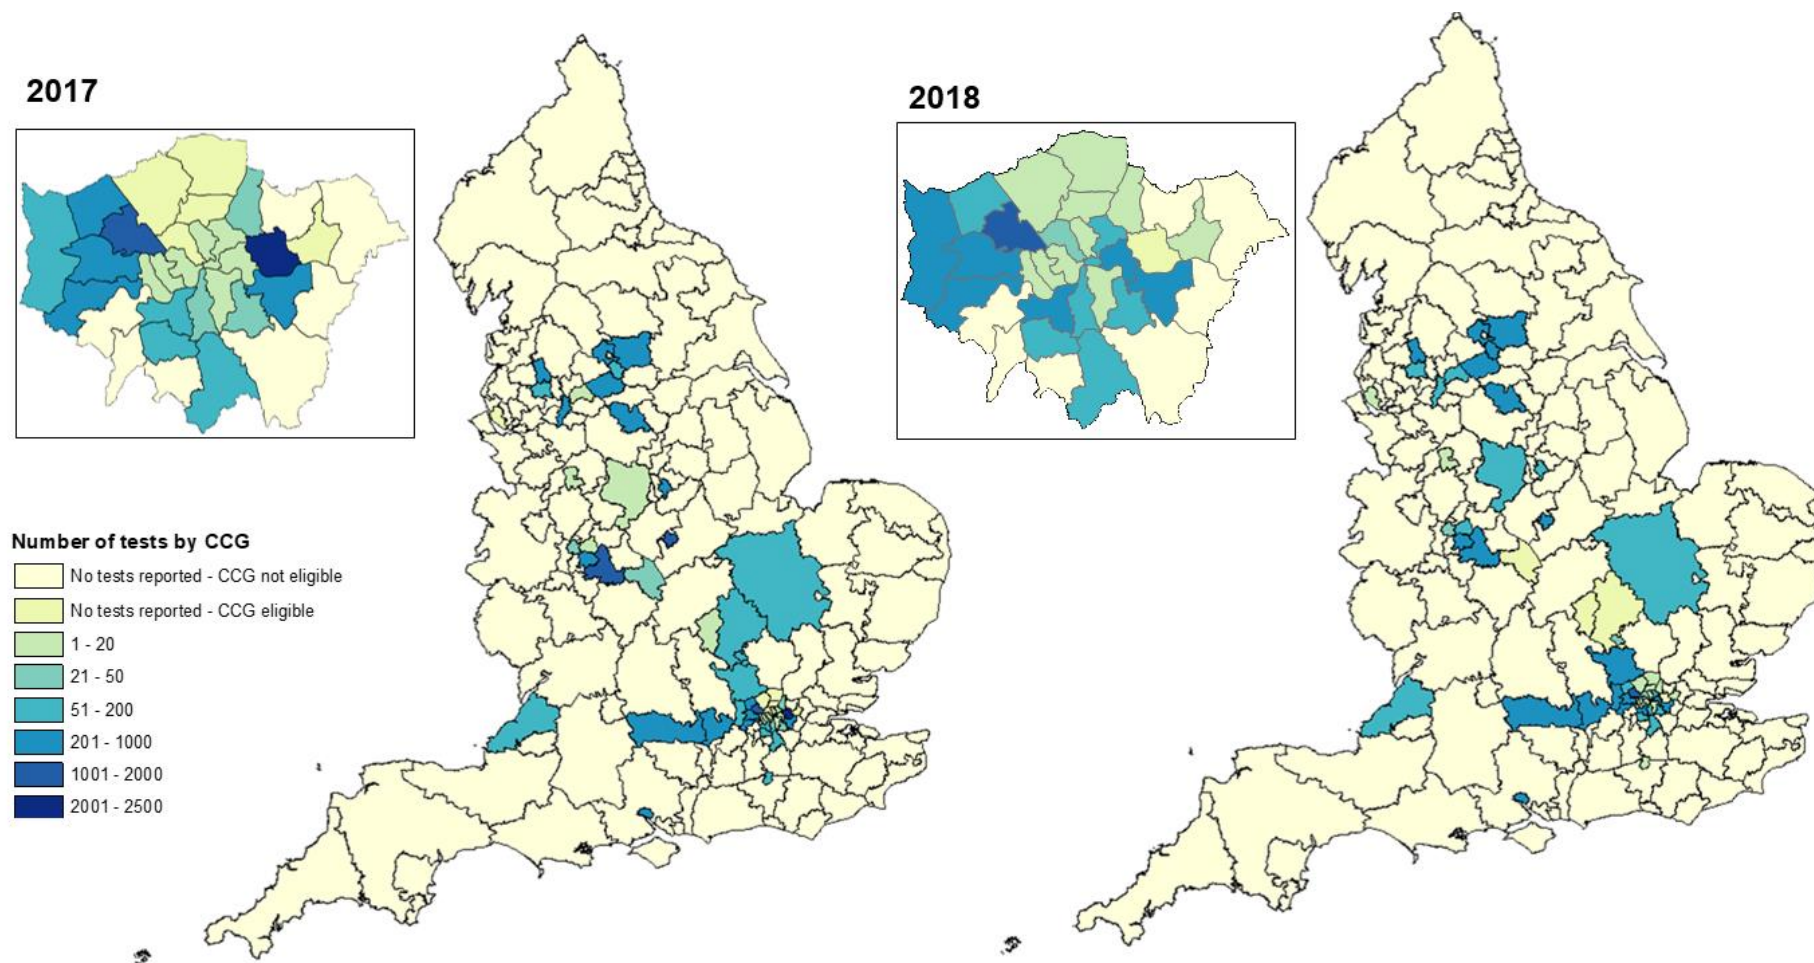 2017
2018
Number of tests by CCG
No tests reported - CCG not eligible
No tests reported - CCG eligible
1 - 20
21 - 50
51 - 200
201 - 1000
1001 - 2000
2001 - 2500